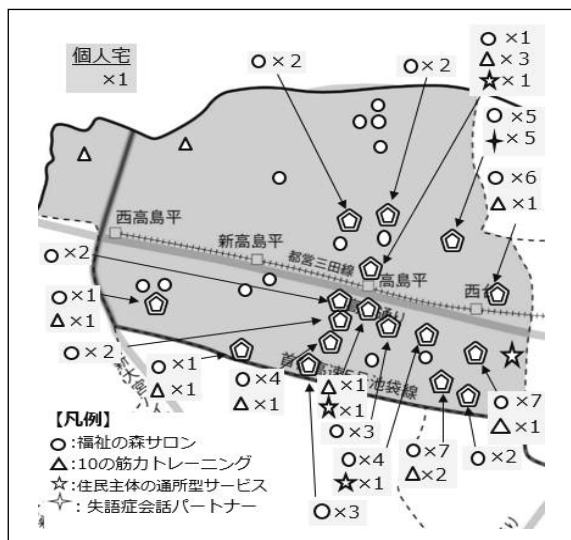 個人宅
×1
○×2
○×2
○×1
△×3
☆×1
○×5
✦×5
○×6
△×1
西高島平
新高島平
都営三田線
高島平
西台
○×2
○×1
△×1
○×2
○×1
△×1
○×4
△×1
△×1
☆×1
○×3
○×4
☆×1
○×7
△×2
○×7
△×1
○×2
○×3
【凡例】
○:福祉の森サロン
△:10の筋力トレーニング
☆:住民主体の通所型サービス
✧:失語症会話パートナー